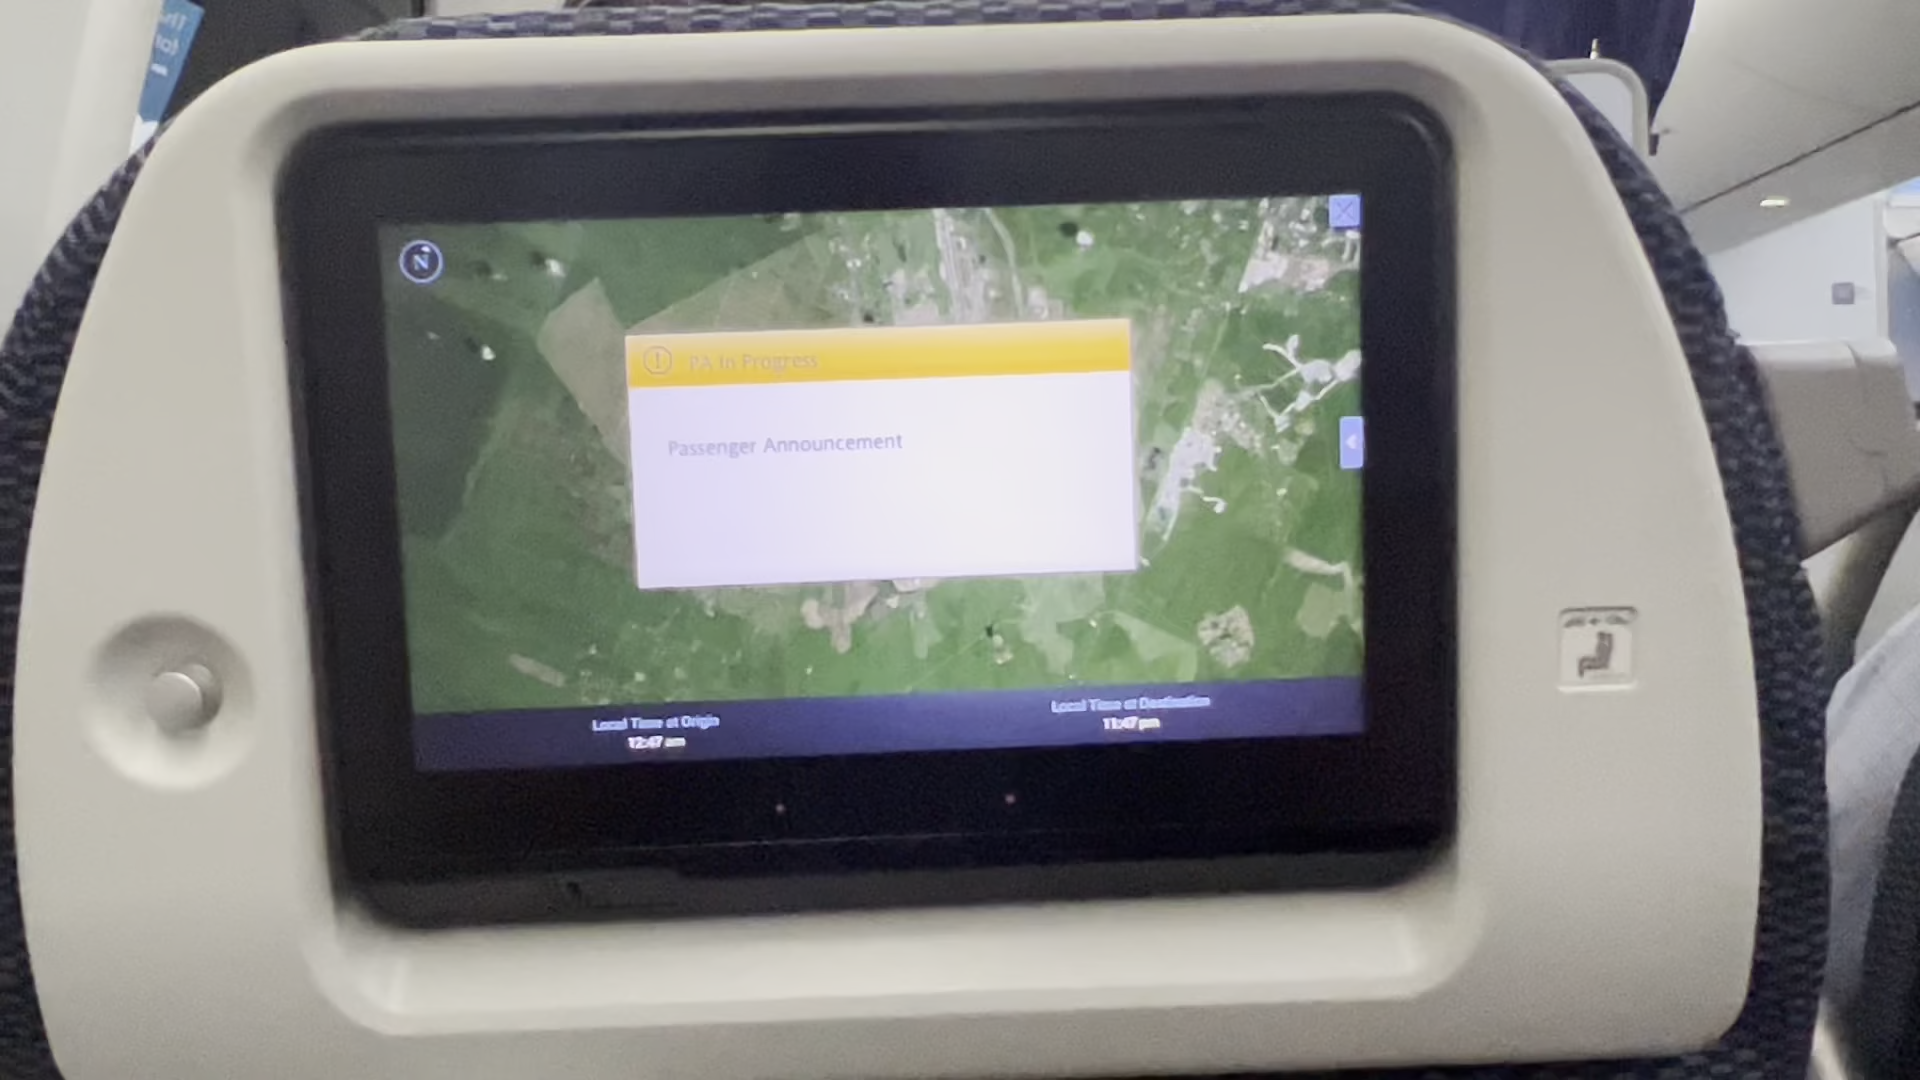 N
PA In Progress
Passenger Announcement
Local Time at Origin
12:47 am
Local Time at Destination
11:47 pm